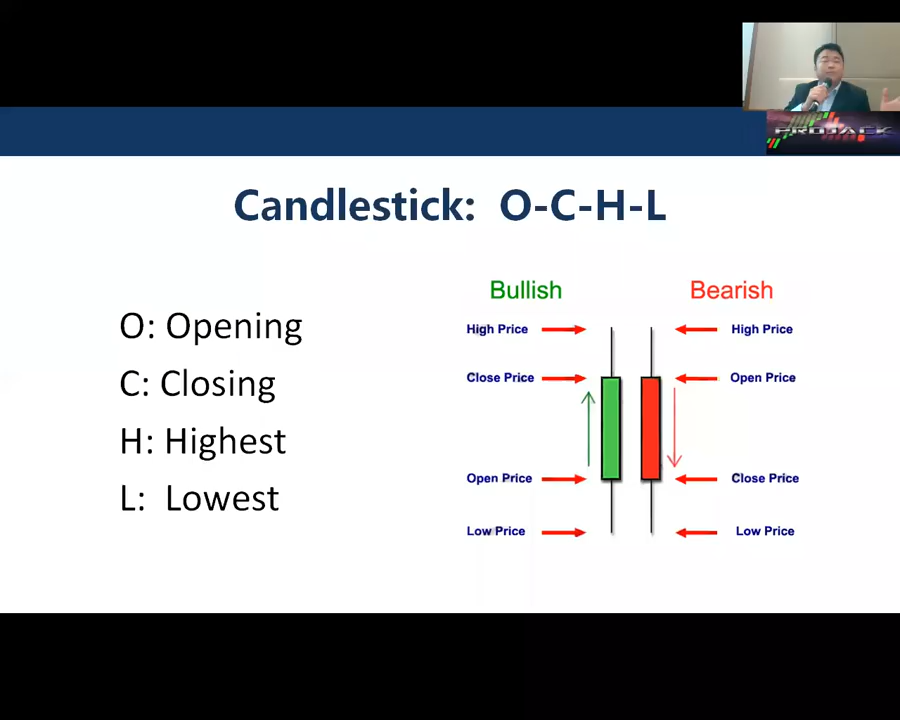 PROJACK
Candlestick: O-C-H-L
O: Opening
C: Closing
H: Highest
L: Lowest
Bullish
Bearish
High Price
High Price
Close Price
Open Price
Open Price
Close Price
Low Price
Low Price